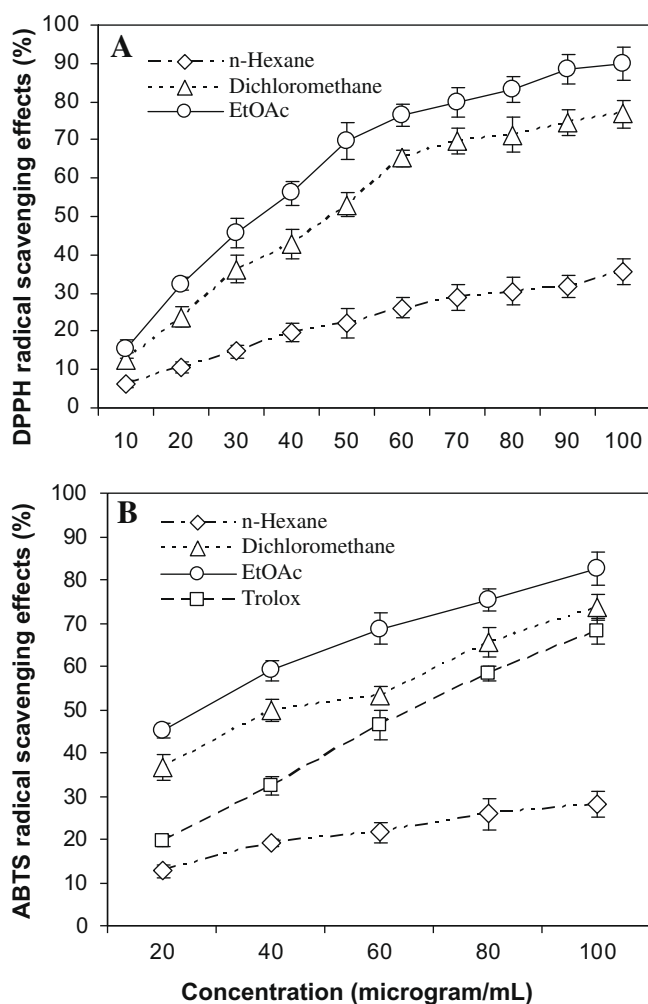 A
n-Hexane
Dichloromethane
EtOAc
DPPH radical scavenging effects (%)
100
90
80
70
60
50
40
30
20
10
0
10 20 30 40 50 60 70 80 90 100
B
n-Hexane
Dichloromethane
EtOAc
Trolox
ABTS radical scavenging effects (%)
100
90
80
70
60
50
40
30
20
10
0
20 40 60 80 100
Concentration (microgram/mL)